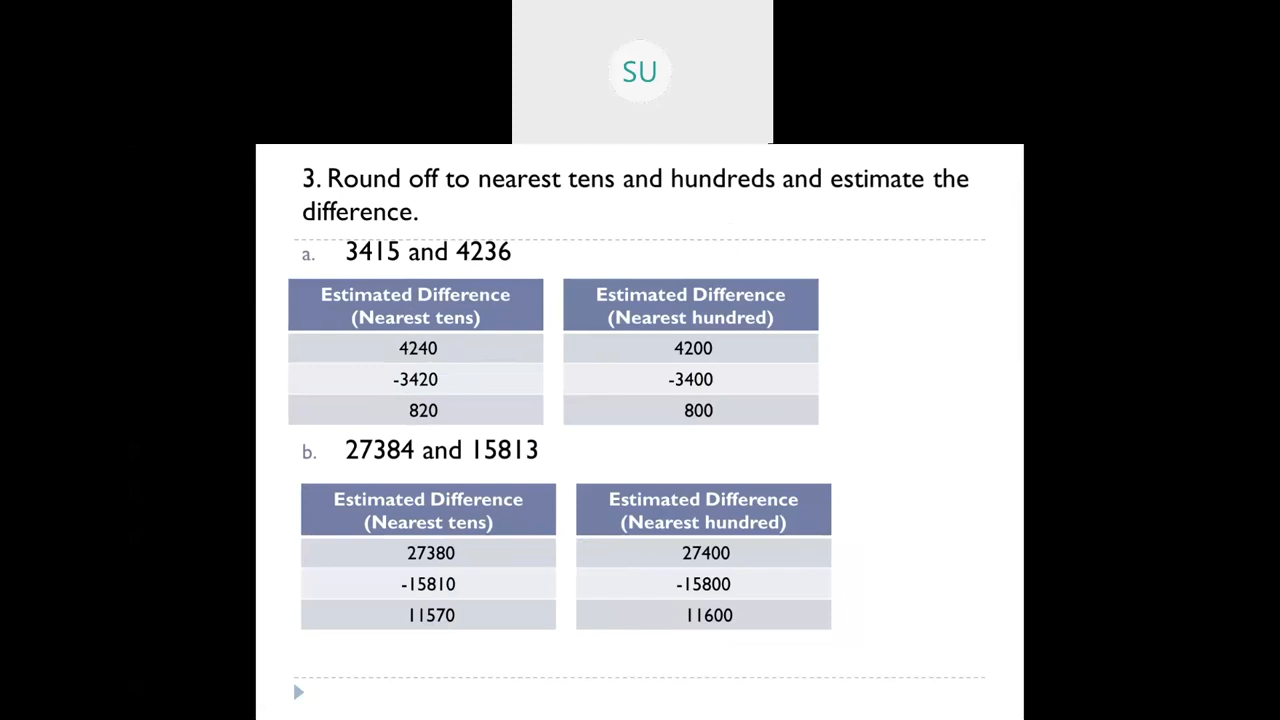 SU
3. Round off to nearest tens and hundreds and estimate the
difference.
a. 3415 and 4236
Estimated Difference
(Nearest tens)
4240
-3420
820
Estimated Difference
(Nearest hundred)
4200
-3400
800
b. 27384 and 15813
Estimated Difference
(Nearest tens)
27380
-15810
11570
Estimated Difference
(Nearest hundred)
27400
-15800
11600